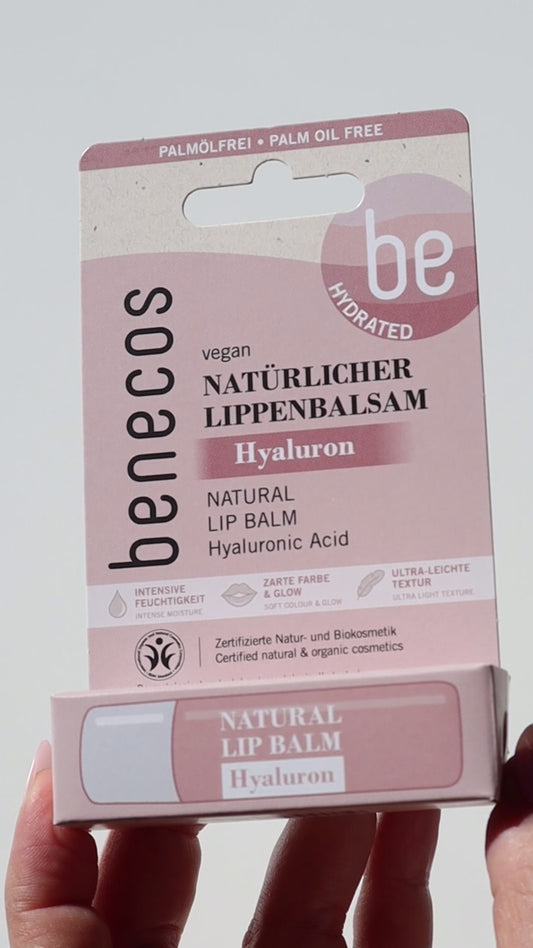 PALMÖLFREI • PALM OIL FREE
be
HYDRATED
benecos
vegan
NATÜRLICHER
LIPPENBALSAM
Hyaluron
NATURAL
LIP BALM
Hyaluronic Acid
INTENSIVE
FEUCHTIGKEIT
INTENSE MOISTURE
ZARTE FARBE
& GLOW
SOFT COLOUR & GLOW
ULTRA-LEICHTE
TEXTUR
ULTRA LIGHT TEXTURE
Zertifizierte Natur- und Biokosmetik
Certified natural & organic cosmetics
NATURAL
LIP BALM
Hyaluron